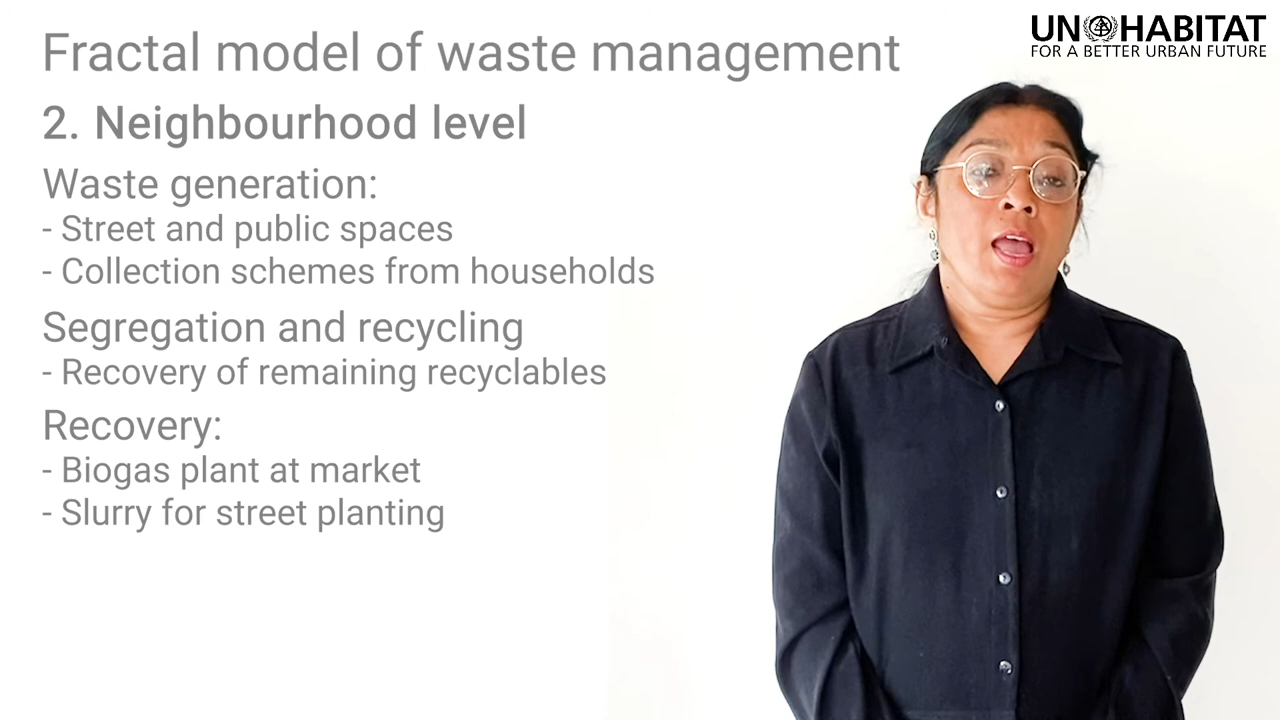 Fractal model of waste management
UN HABITAT
FOR A BETTER URBAN FUTURE
2. Neighbourhood level
Waste generation:
- Street and public spaces
- Collection schemes from households
Segregation and recycling
- Recovery of remaining recyclables
Recovery:
- Biogas plant at market
- Slurry for street planting